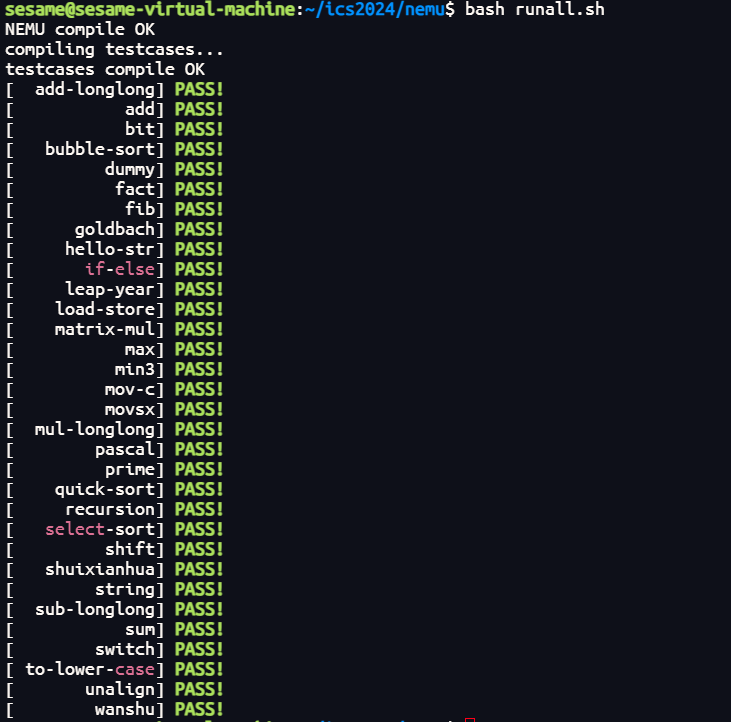 sesame@sesame-virtual-machine:~/ics2024/nemu$ bash runall.sh
NEMU compile OK
compiling testcases...
testcases compile OK
[  add-longlong] PASS!
[           add] PASS!
[           bit] PASS!
[   bubble-sort] PASS!
[         dummy] PASS!
[          fact] PASS!
[           fib] PASS!
[      goldbach] PASS!
[     hello-str] PASS!
[       if-else] PASS!
[     leap-year] PASS!
[    load-store] PASS!
[    matrix-mul] PASS!
[           max] PASS!
[          min3] PASS!
[         mov-c] PASS!
[         movsx] PASS!
[  mul-longlong] PASS!
[        pascal] PASS!
[         prime] PASS!
[    quick-sort] PASS!
[     recursion] PASS!
[   select-sort] PASS!
[         shift] PASS!
[   shuixianhua] PASS!
[        string] PASS!
[  sub-longlong] PASS!
[           sum] PASS!
[        switch] PASS!
[ to-lower-case] PASS!
[       unalign] PASS!
[        wanshu] PASS!